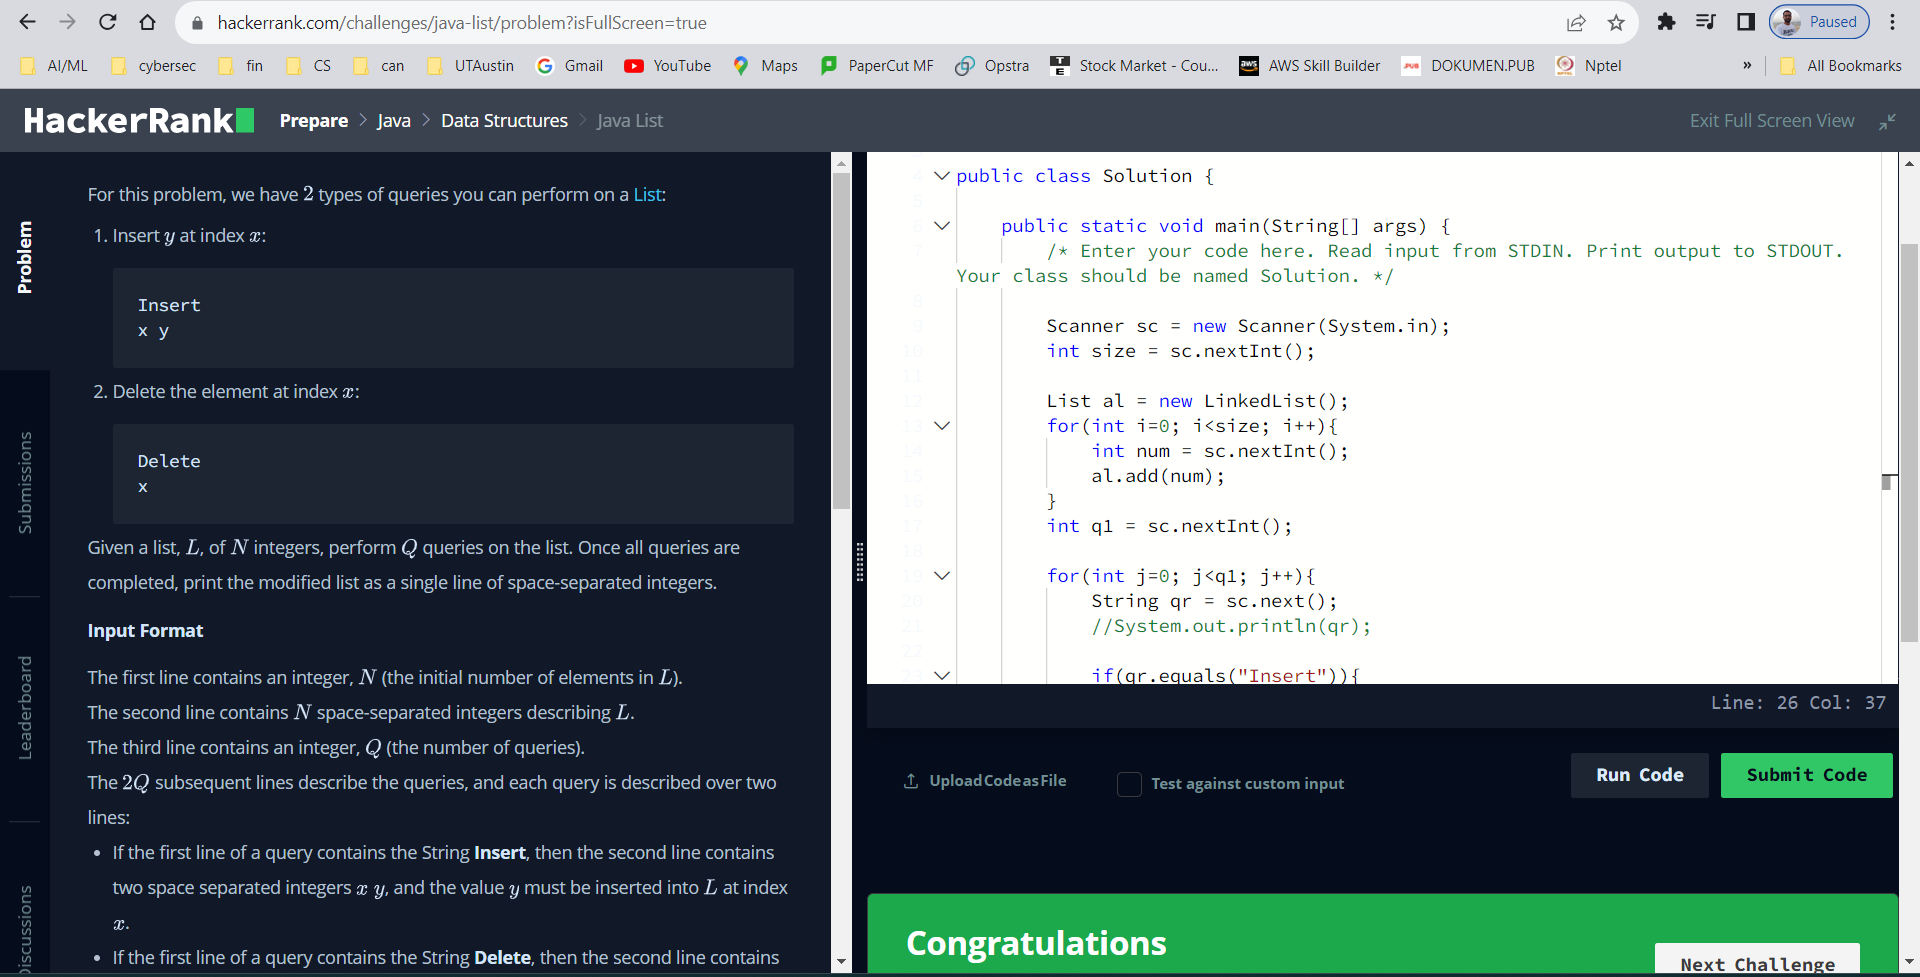 hackerrank.com/challenges/java-list/problem?isFullScreen=true
Paused
AI/ML cybersec fin CS can UTAustin Gmail YouTube Maps PaperCut MF Opstra Stock Market - Cou... AWS Skill Builder DOKUMEN.PUB Nptel » All Bookmarks
HackerRank Prepare > Java > Data Structures > Java List Exit Full Screen View
Problem
Submissions
Leaderboard
Discussions
For this problem, we have 2 types of queries you can perform on a List:
1. Insert y at index x:
Insert
x y
2. Delete the element at index x:
Delete
x
Given a list, L, of N integers, perform Q queries on the list. Once all queries are
completed, print the modified list as a single line of space-separated integers.
Input Format
The first line contains an integer, N (the initial number of elements in L).
The second line contains N space-separated integers describing L.
The third line contains an integer, Q (the number of queries).
The 2Q subsequent lines describe the queries, and each query is described over two
lines:
• If the first line of a query contains the String Insert, then the second line contains
two space separated integers x y, and the value y must be inserted into L at index
x.
• If the first line of a query contains the String Delete, then the second line contains
4 public class Solution {
5
6 public static void main(String[] args) {
7 /* Enter your code here. Read input from STDIN. Print output to STDOUT.
Your class should be named Solution. */
8
9 Scanner sc = new Scanner(System.in);
10 int size = sc.nextInt();
11
12 List al = new LinkedList();
13 for(int i=0; i<size; i++){
14 int num = sc.nextInt();
15 al.add(num);
16 }
17 int q1 = sc.nextInt();
18
19 for(int j=0; j<q1; j++){
20 String qr = sc.next();
21 //System.out.println(qr);
22
23 if(qr.equals("Insert")){
Line: 26 Col: 37
Upload Code as File Test against custom input Run Code Submit Code
Congratulations
Next Challenge